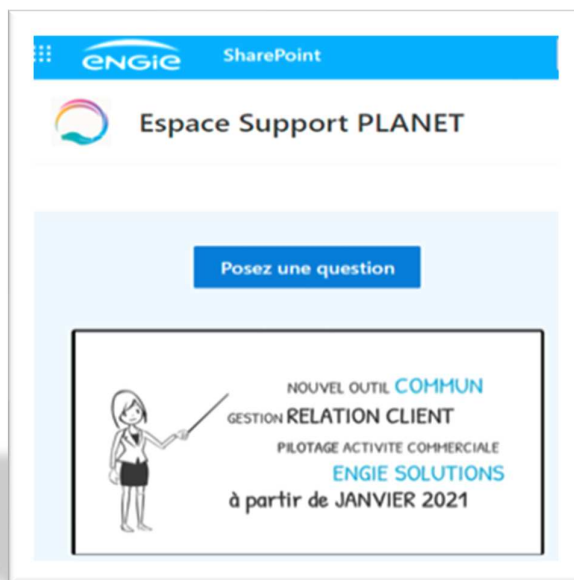 ENGIE SharePoint
Espace Support PLANET
Posez une question
NOUVEL OUTIL COMMUN
GESTION RELATION CLIENT
PILOTAGE ACTIVITE COMMERCIALE
ENGIE SOLUTIONS
à partir de JANVIER 2021